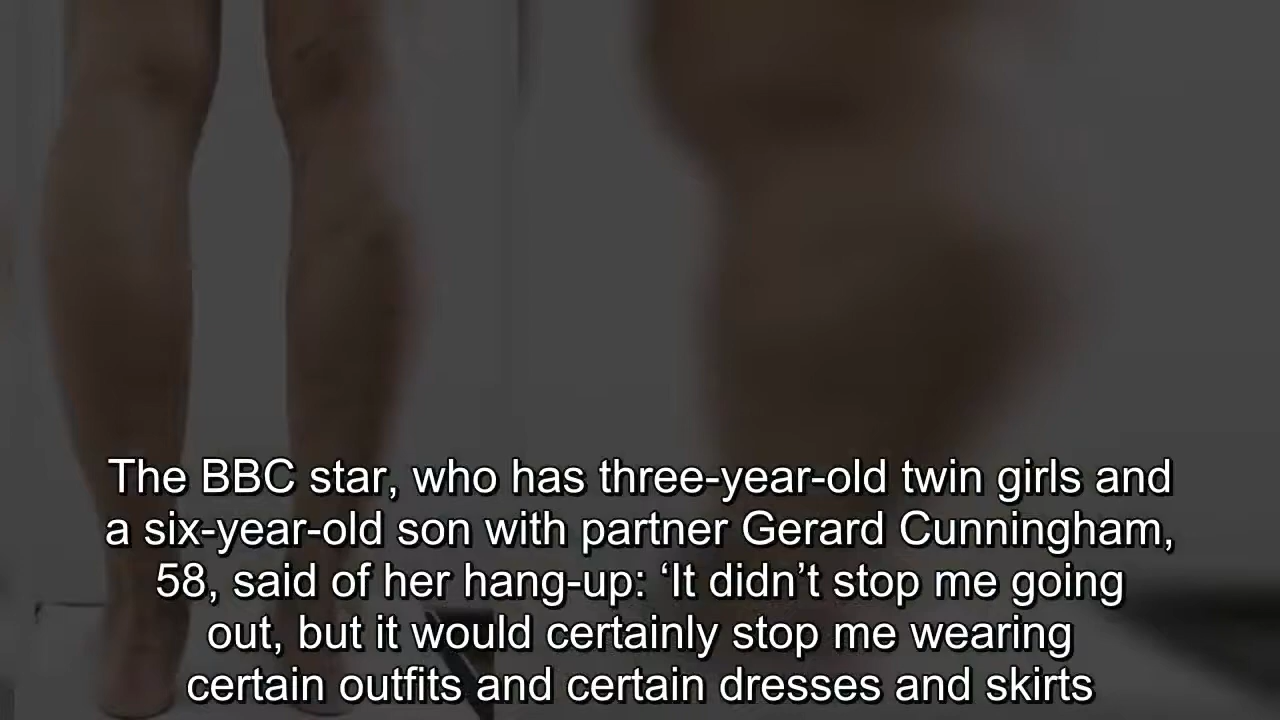 The BBC star, who has three-year-old twin girls and
a six-year-old son with partner Gerard Cunningham,
58, said of her hang-up: ‘It didn’t stop me going
out, but it would certainly stop me wearing
certain outfits and certain dresses and skirts